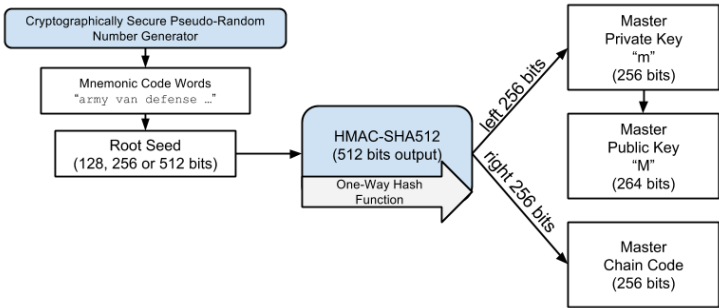 Cryptographically Secure Pseudo-Random
Number Generator
Mnemonic Code Words
“army van defense …”
Root Seed
(128, 256 or 512 bits)
HMAC-SHA512
(512 bits output)
One-Way Hash
Function
left 256 bits
right 256 bits
Master
Private Key
“m”
(256 bits)
Master
Public Key
“M”
(264 bits)
Master
Chain Code
(256 bits)